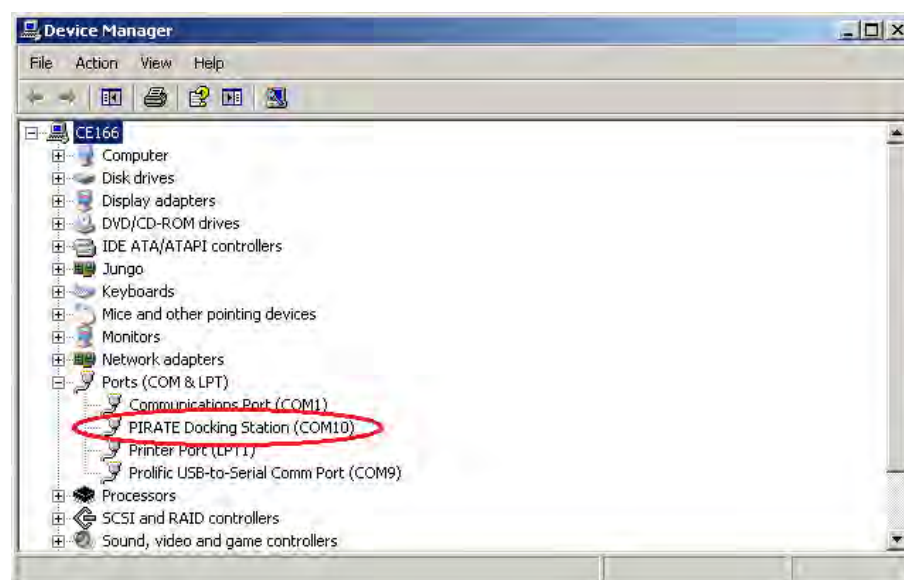 Device Manager
File Action View Help
CE166
Computer
Disk drives
Display adapters
DVD/CD-ROM drives
IDE ATA/ATAPI controllers
Jungo
Keyboards
Mice and other pointing devices
Monitors
Network adapters
Ports (COM & LPT)
Communications Port (COM1)
PIRATE Docking Station (COM10)
Printer Port (LPT1)
Prolific USB-to-Serial Comm Port (COM9)
Processors
SCSI and RAID controllers
Sound, video and game controllers